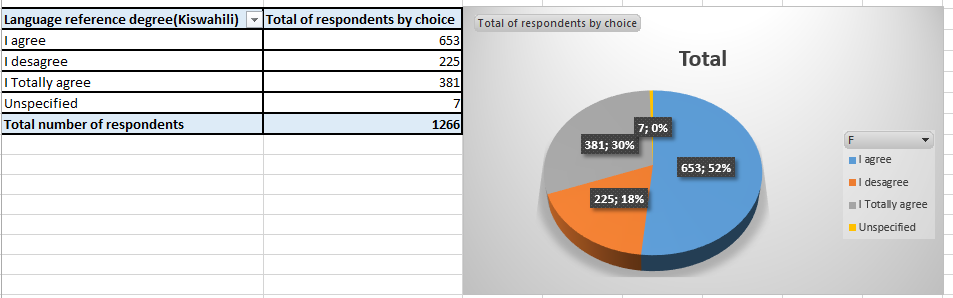 Language reference degree(Kiswahili) Total of respondents by choice
I agree 653
I desagree 225
I Totally agree 381
Unspecified 7
Total number of respondents 1266
Total of respondents by choice
Total
7; 0%
381; 30%
653; 52%
225; 18%
F
I agree
I desagree
I Totally agree
Unspecified